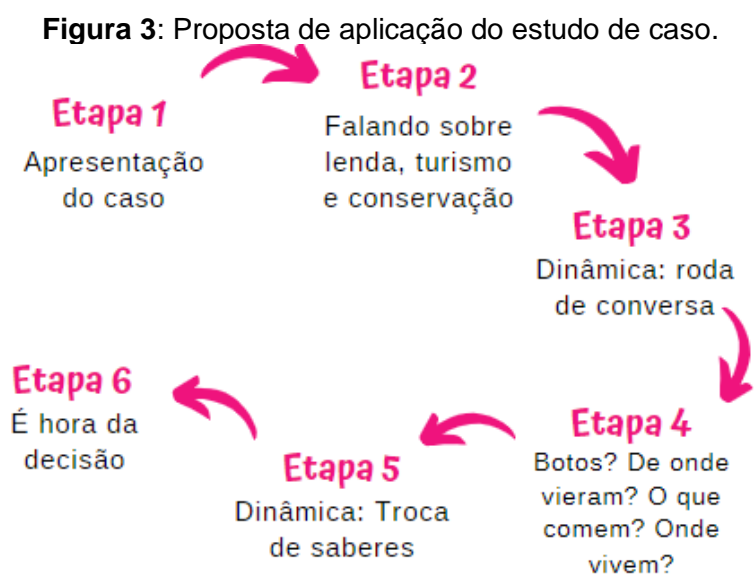 Figura 3: Proposta de aplicação do estudo de caso.
Etapa 1
Apresentação
do caso
Etapa 2
Falando sobre
lenda, turismo
e conservação
Etapa 3
Dinâmica: roda
de conversa
Etapa 4
Botos? De onde
vieram? O que
comem? Onde
vivem?
Etapa 5
Dinâmica: Troca
de saberes
Etapa 6
É hora da
decisão